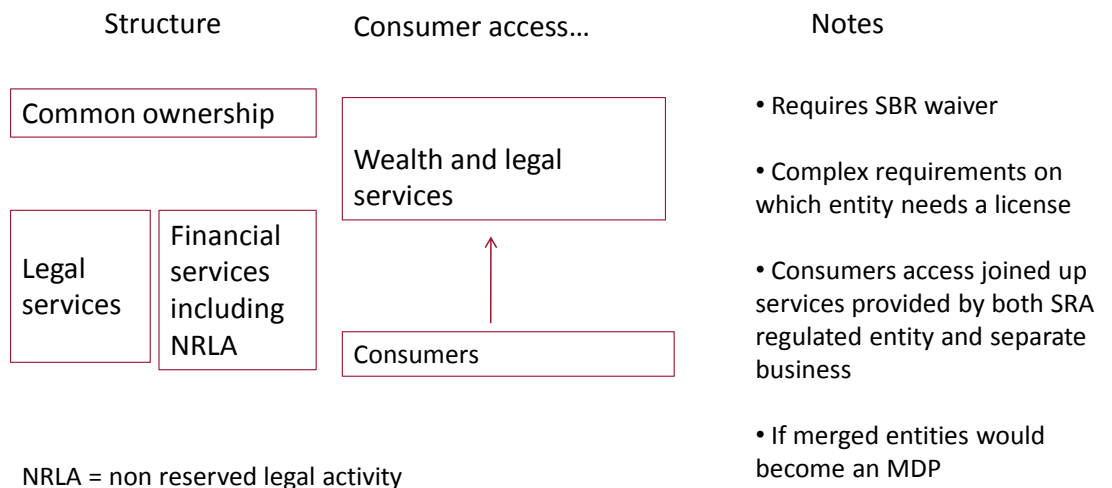 Structure
Consumer access...
Notes
Common ownership
Legal
services
Financial
services
including
NRLA
Wealth and legal
services
Consumers
• Requires SBR waiver
• Complex requirements on
which entity needs a license
• Consumers access joined up
services provided by both SRA
regulated entity and separate
business
• If merged entities would
become an MDP
NRLA = non reserved legal activity